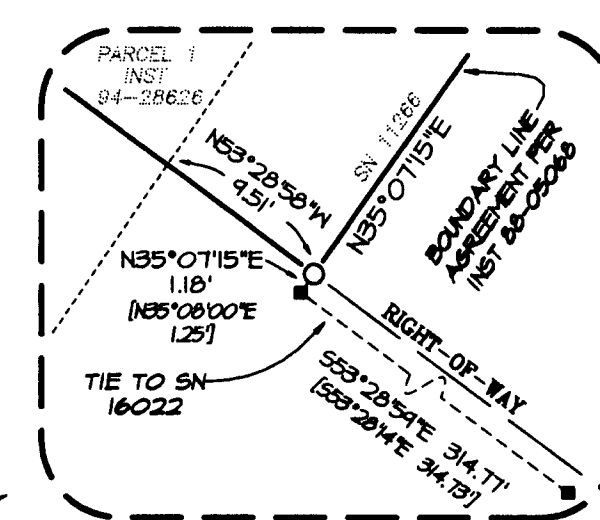 PARCEL 1
INST
94-28626
N53°28'58"W
9.51'
SN 11266
N35°07'15"E
BOUNDARY LINE
AGREEMENT PER
INST 88-05068
N35°07'15"E
1.18'
[N35°08'00"E
1.25']
TIE TO SN
16022
RIGHT-OF-WAY
S53°28'59"E 314.77'
[S53°28'14"E 314.73']